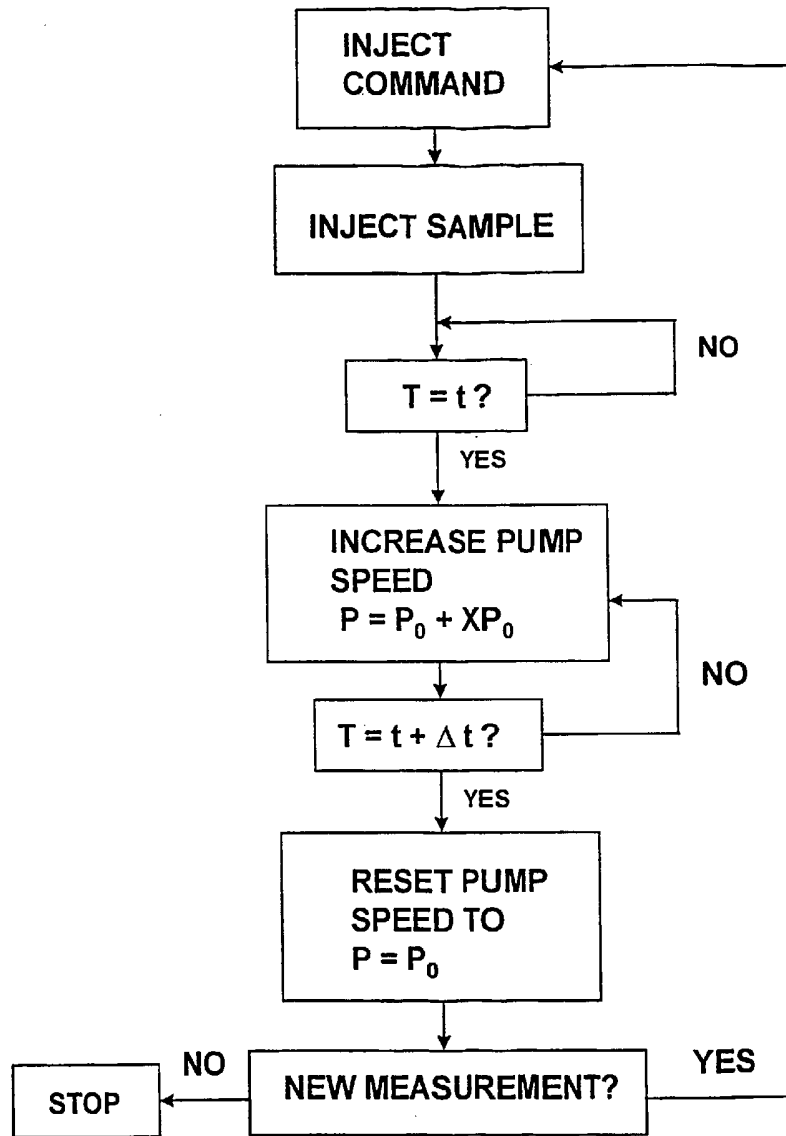 INJECT
COMMAND
INJECT SAMPLE
NO
T = t ?
YES
INCREASE PUMP
SPEED
P = P₀ + XP₀
NO
T = t + Δ t ?
YES
RESET PUMP
SPEED TO
P = P₀
NO
NEW MEASUREMENT?
YES
STOP